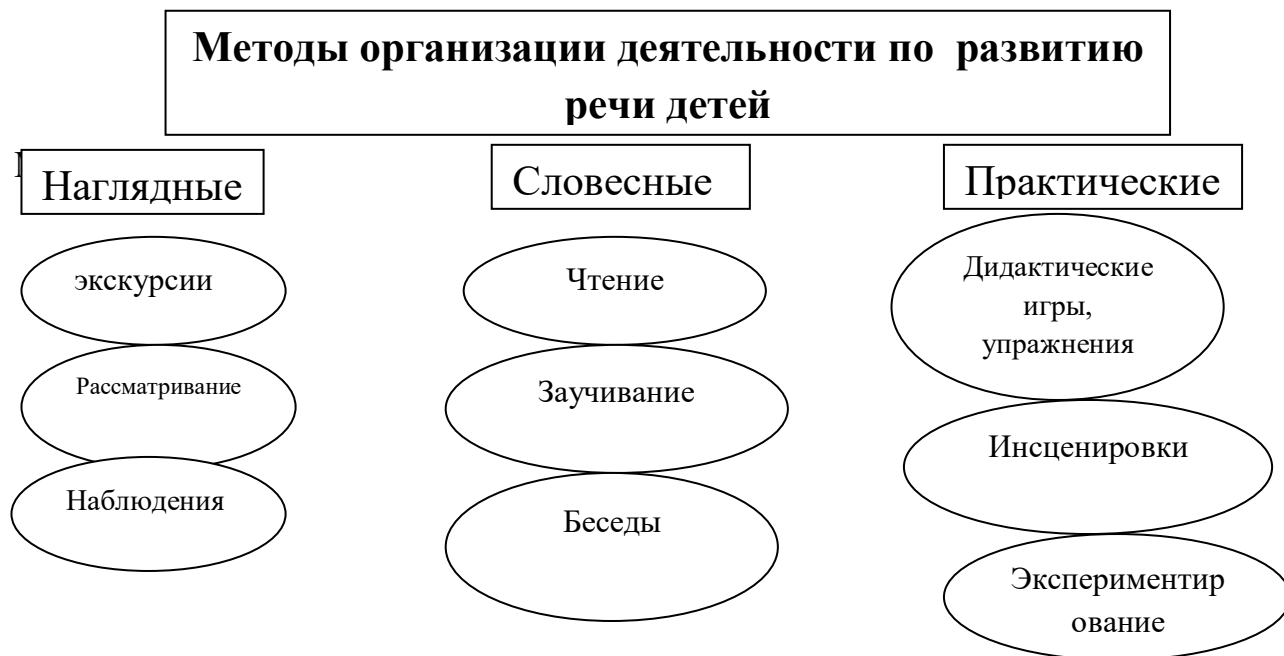 Методы организации деятельности по развитию
речи детей
Наглядные
экскурсии
Рассматривание
Наблюдения
Словесные
Чтение
Заучивание
Беседы
Практические
Дидактические
игры,
упражнения
Инсценировки
Экспериментир
ование